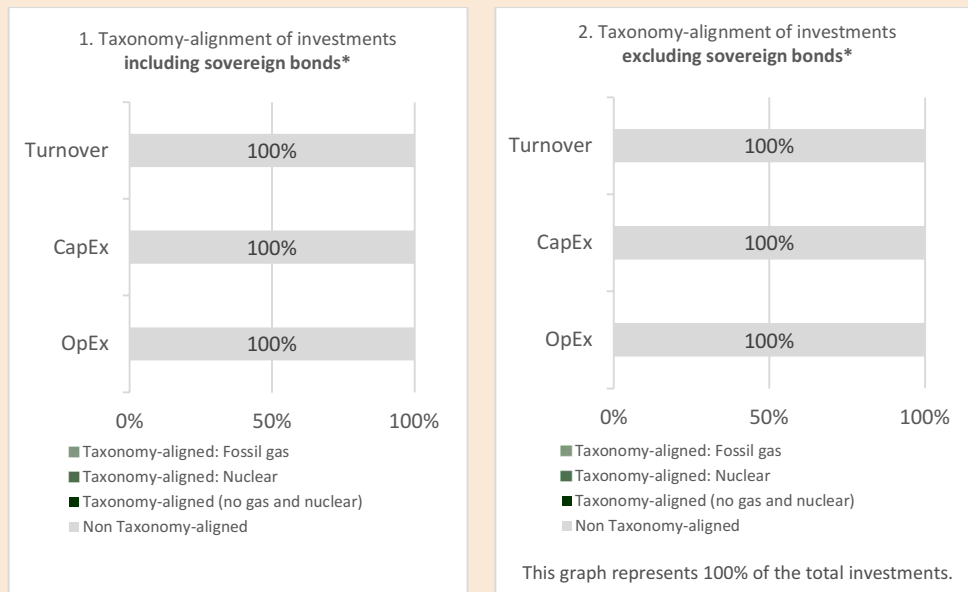 1. Taxonomy-alignment of investments
including sovereign bonds*
Turnover
100%
CapEx
100%
OpEx
100%
0%
50%
100%
Taxonomy-aligned: Fossil gas
Taxonomy-aligned: Nuclear
Taxonomy-aligned (no gas and nuclear)
Non Taxonomy-aligned
2. Taxonomy-alignment of investments
excluding sovereign bonds*
Turnover
100%
CapEx
100%
OpEx
100%
0%
50%
100%
Taxonomy-aligned: Fossil gas
Taxonomy-aligned: Nuclear
Taxonomy-aligned (no gas and nuclear)
Non Taxonomy-aligned
This graph represents 100% of the total investments.